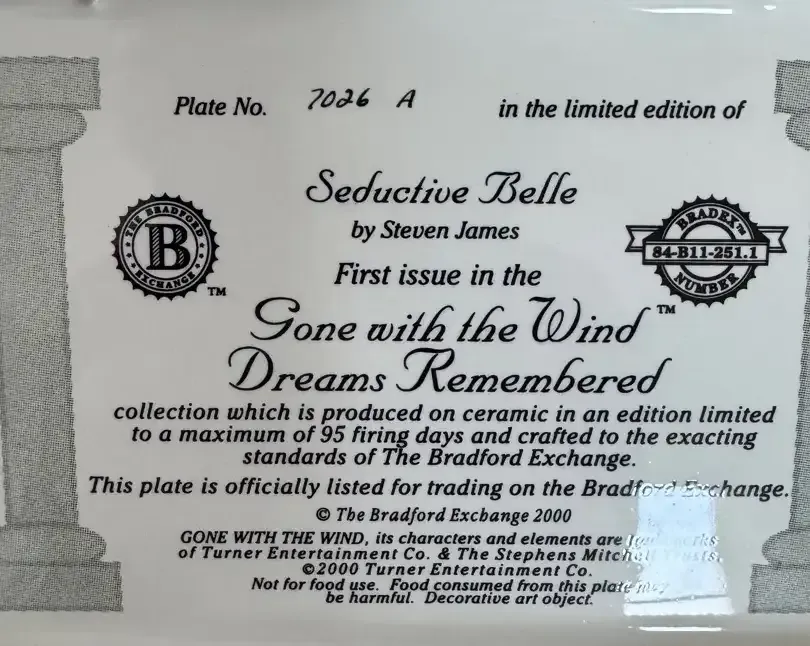 Plate No. 7026 A in the limited edition of
Seductive Belle
by Steven James
THE BRADFORD EXCHANGE
B
TM
BRADEX™
84-B11-251.1
NUMBER
First issue in the
Gone with the Wind™
Dreams Remembered
collection which is produced on ceramic in an edition limited
to a maximum of 95 firing days and crafted to the exacting
standards of The Bradford Exchange.
This plate is officially listed for trading on the Bradford Exchange.
© The Bradford Exchange 2000
GONE WITH THE WIND, its characters and elements are trademarks
of Turner Entertainment Co. & The Stephens Mitchell Trusts.
©2000 Turner Entertainment Co.
Not for food use. Food consumed from this plate may
be harmful. Decorative art object.